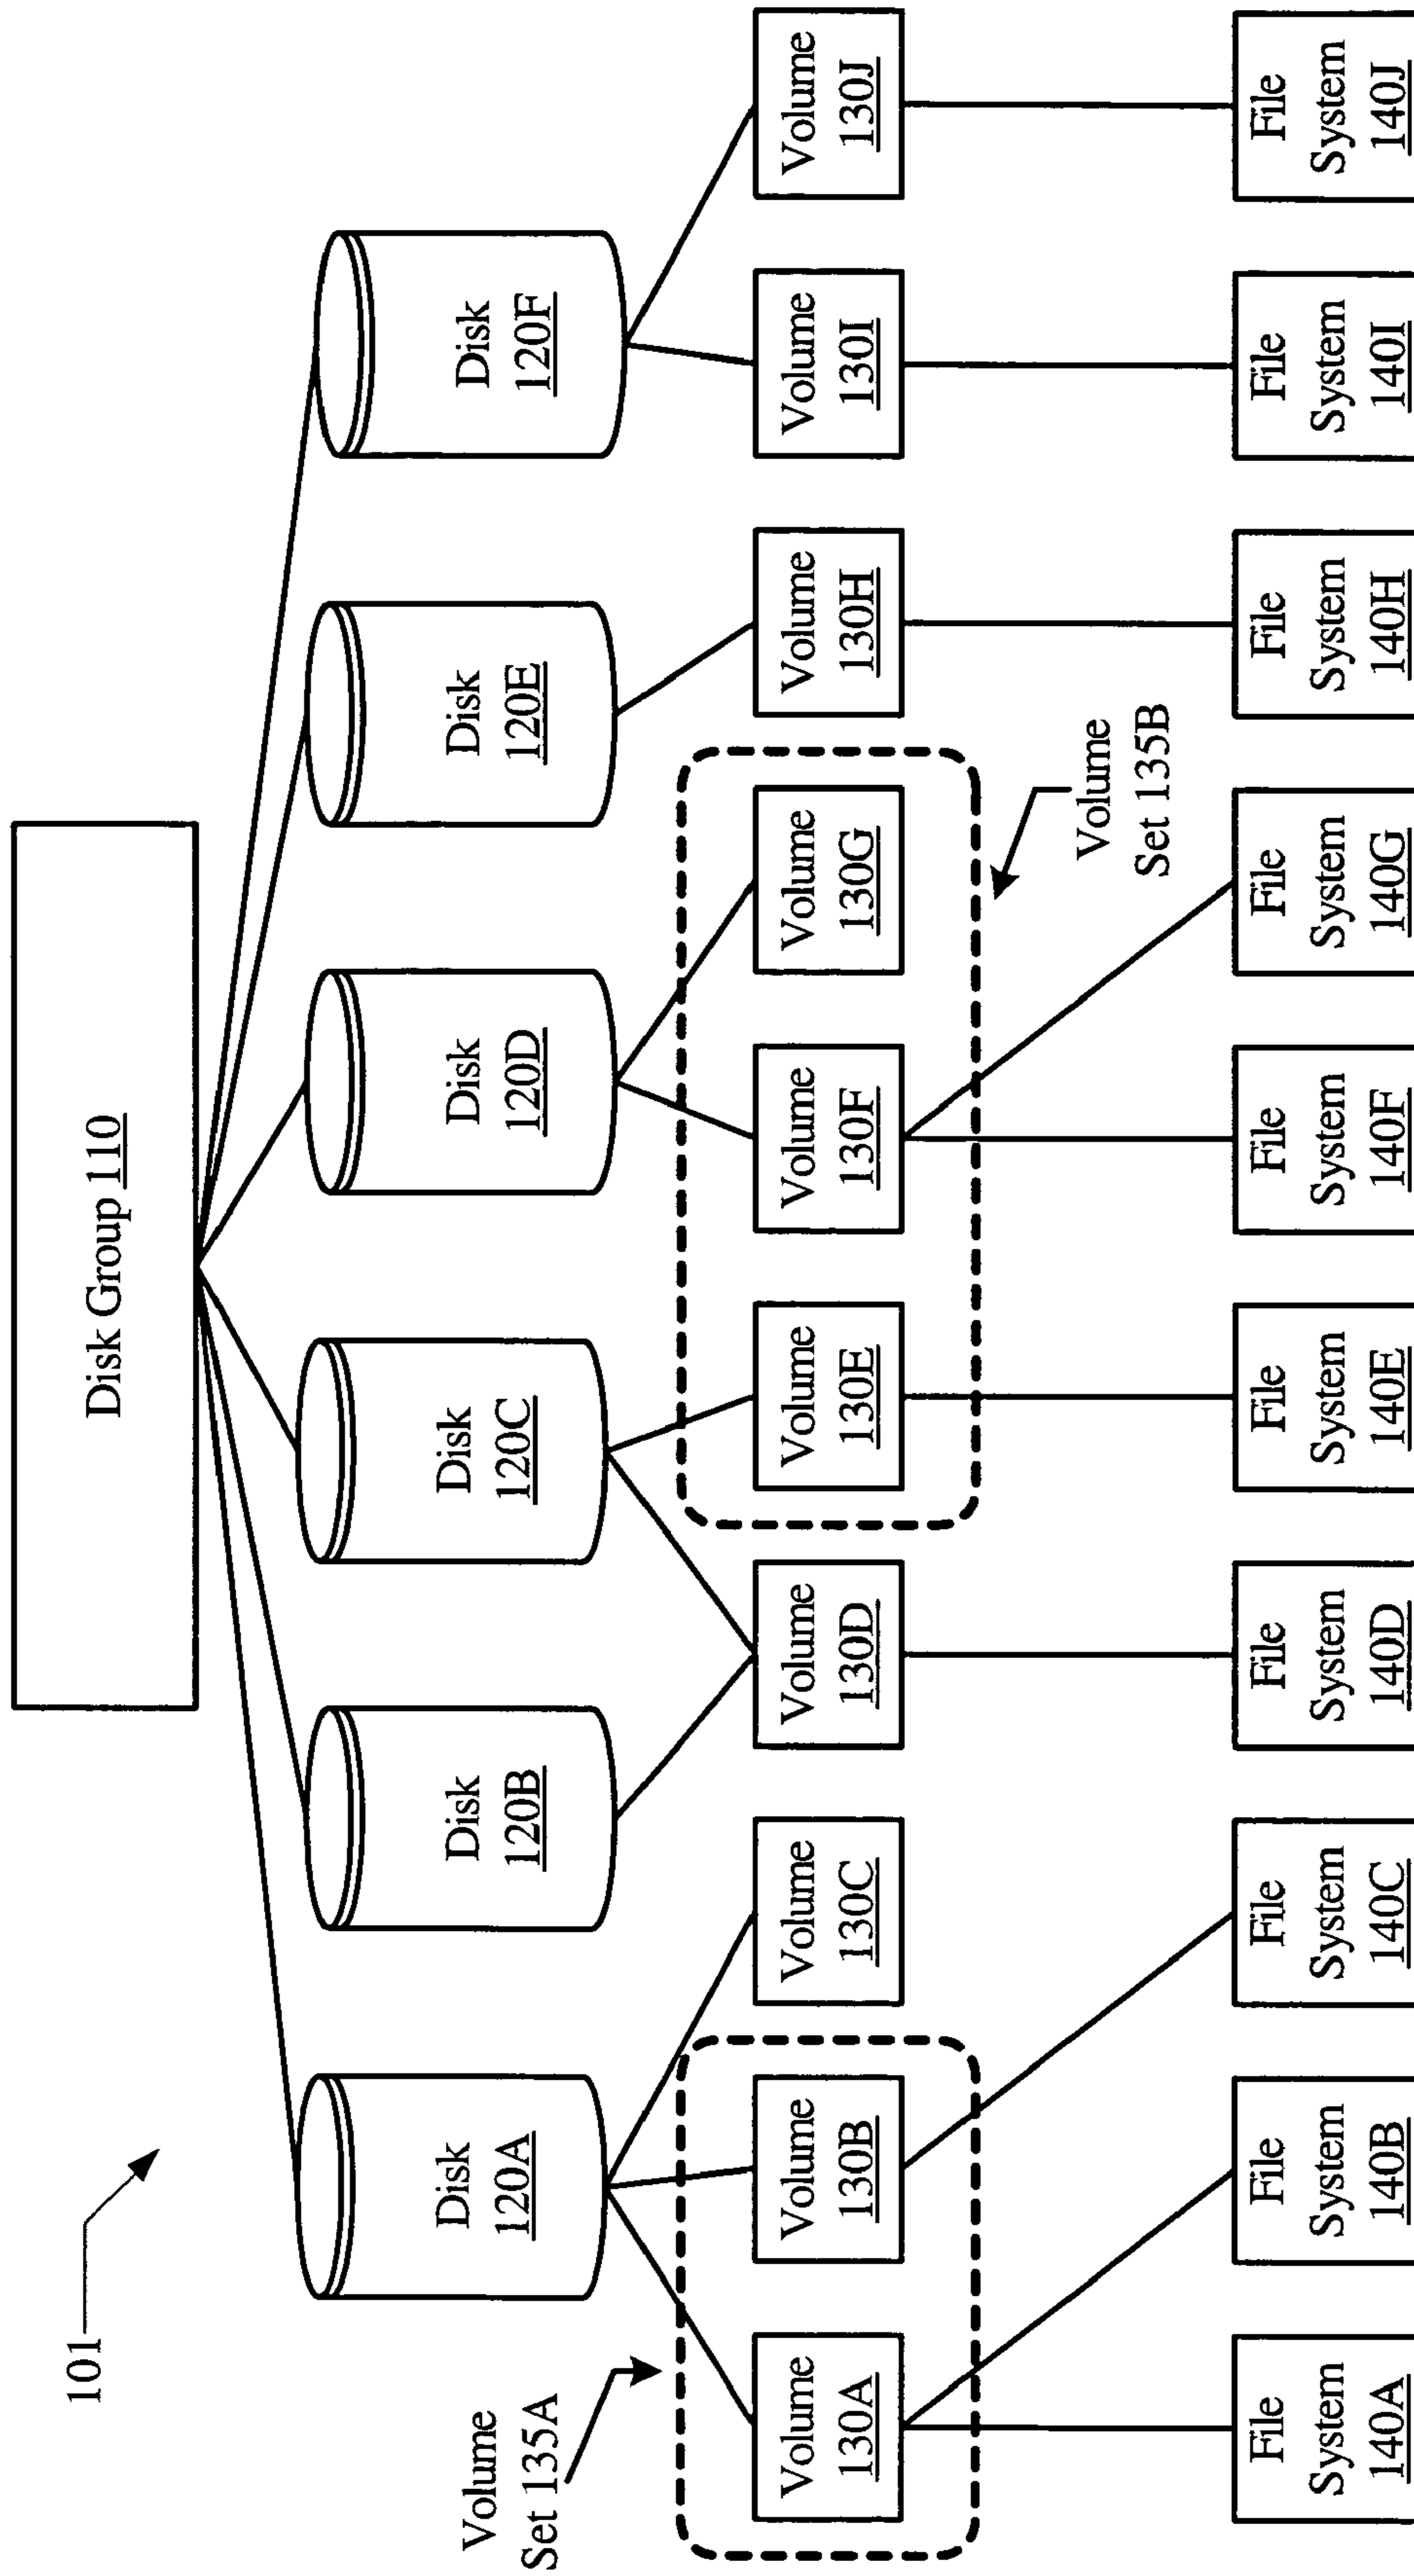 101
Disk Group 110
Disk
120A
Disk
120B
Disk
120C
Disk
120D
Disk
120E
Disk
120F
Volume
Set 135A
Volume
130A
Volume
130B
Volume
130C
Volume
130D
Volume
130E
Volume
130F
Volume
130G
Volume
130H
Volume
130I
Volume
130J
Volume
Set 135B
File
System
140A
File
System
140B
File
System
140C
File
System
140D
File
System
140E
File
System
140F
File
System
140G
File
System
140H
File
System
140I
File
System
140J